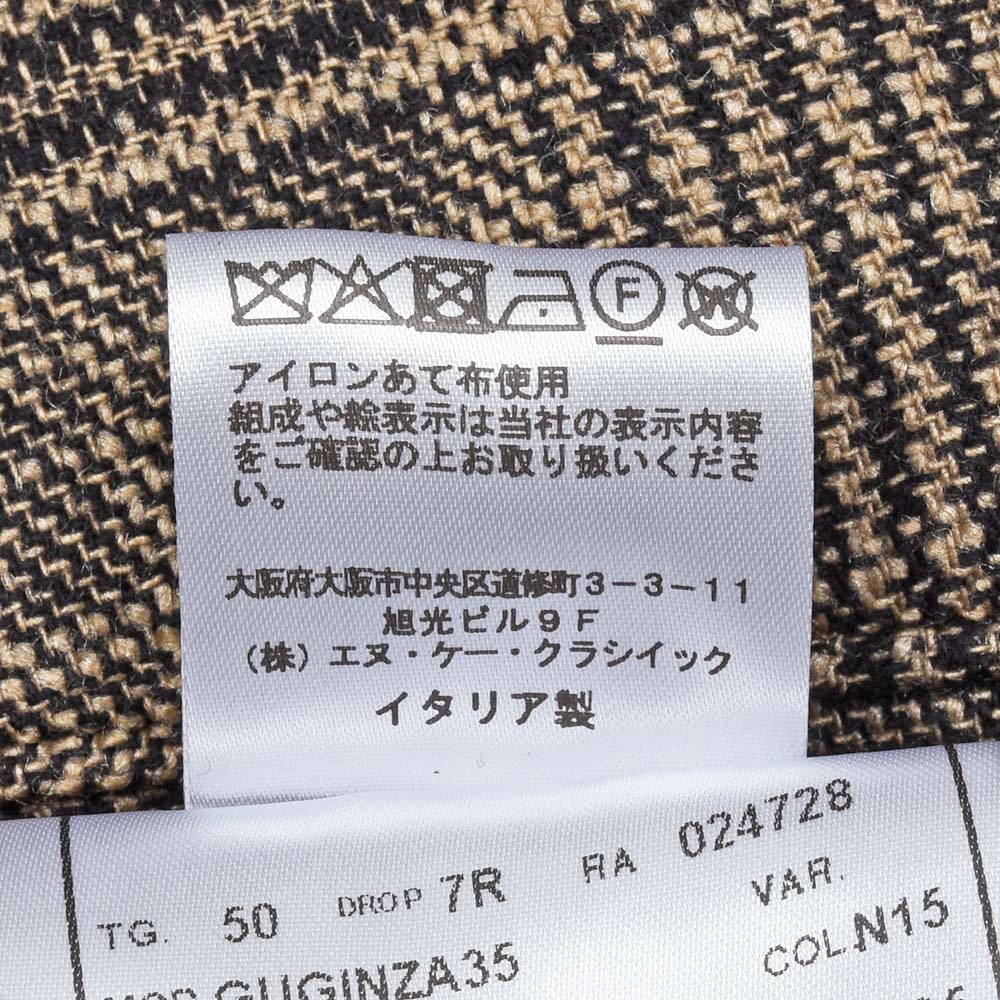 F
W
アイロンあて布使用
組成や絵表示は当社の表示内容
をご確認の上お取り扱いくださ
い。
大阪府大阪市中央区道修町3-3-11
旭光ビル9F
(株)エヌ・ケー・クラシイック
イタリア製
TG. 50 DROP 7R RA 024728
VAR.
MOD GUGINZA35 COL.N15